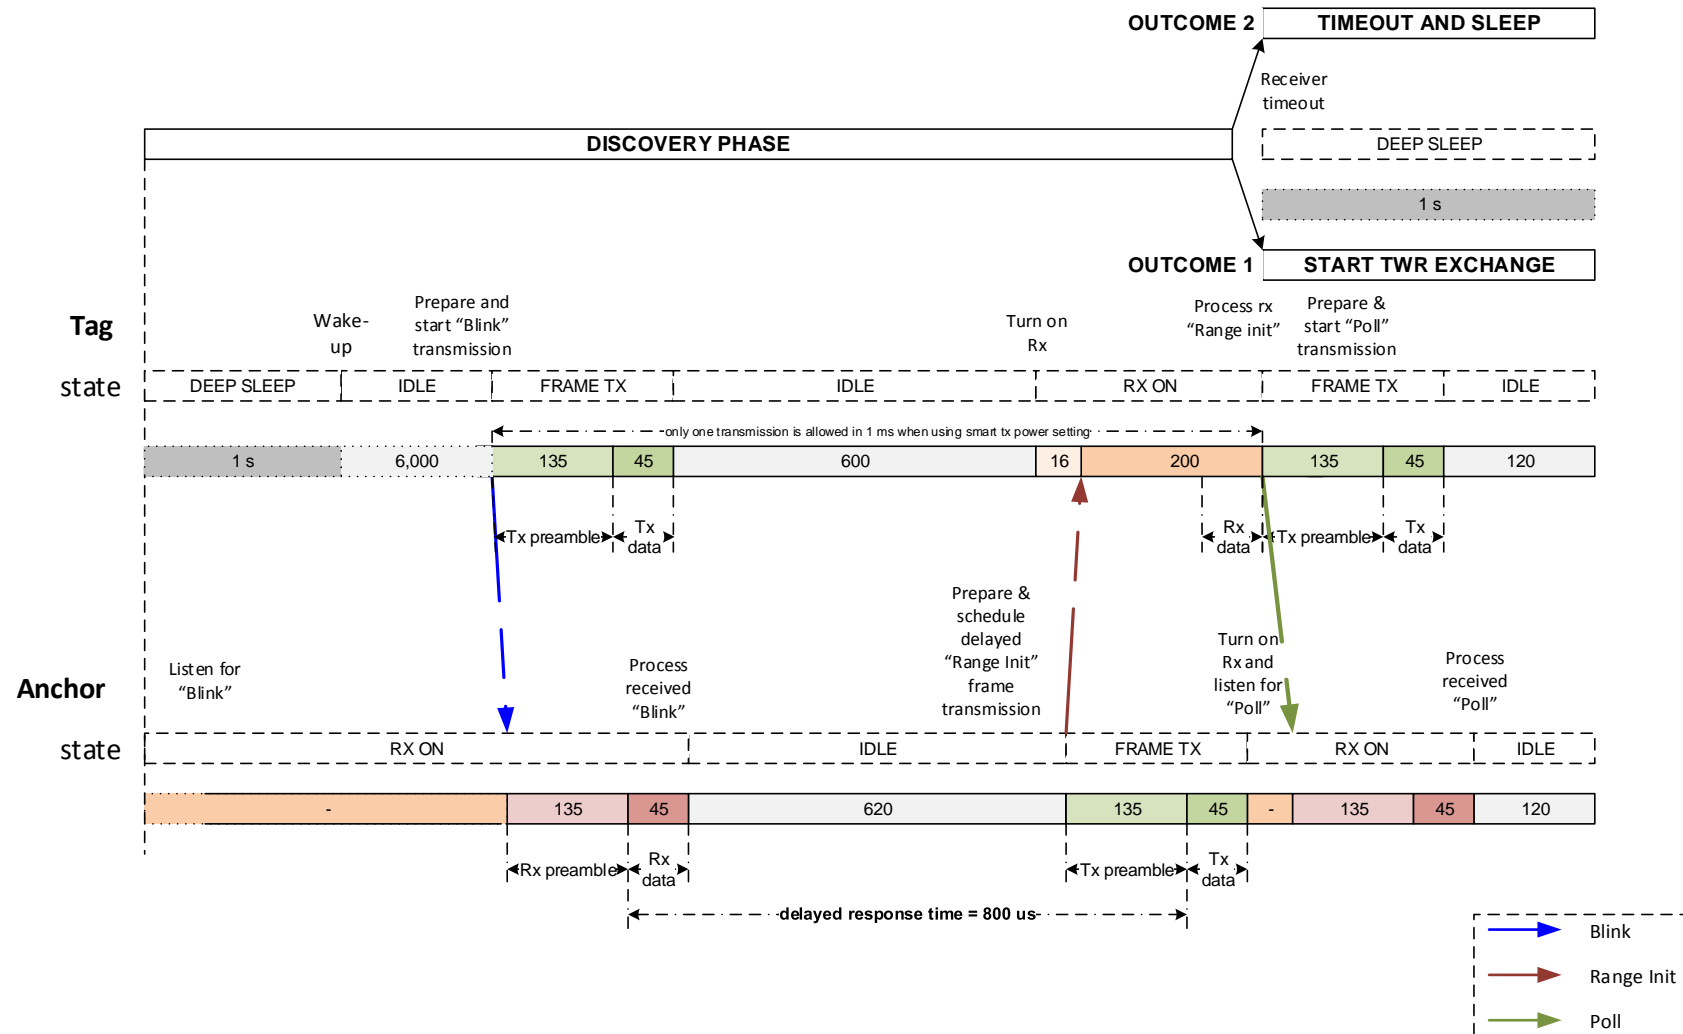 OUTCOME 2
TIMEOUT AND SLEEP
Receiver
timeout
DISCOVERY PHASE
DEEP SLEEP
1 s
OUTCOME 1
START TWR EXCHANGE
Tag
Wake-
up
Prepare and
start “Blink”
transmission
Turn on
Rx
Process rx
“Range init”
Prepare &
start “Poll”
transmission
state
DEEP SLEEP
IDLE
FRAME TX
IDLE
RX ON
FRAME TX
IDLE
only one transmission is allowed in 1 ms when using smart tx power setting
1 s
6,000
135
45
600
16
200
135
45
120
Tx preamble
Tx
data
Rx
data
Tx preamble
Tx
data
Anchor
Listen for
“Blink”
Process
received
“Blink”
Prepare &
schedule
delayed
“Range Init”
frame
transmission
Turn on
Rx and
listen for
“Poll”
Process
received
“Poll”
state
RX ON
IDLE
FRAME TX
RX ON
IDLE
-
135
45
620
135
45
-
135
45
120
Rx preamble
Rx
data
Tx preamble
Tx
data
delayed response time = 800 us
Blink
Range Init
Poll